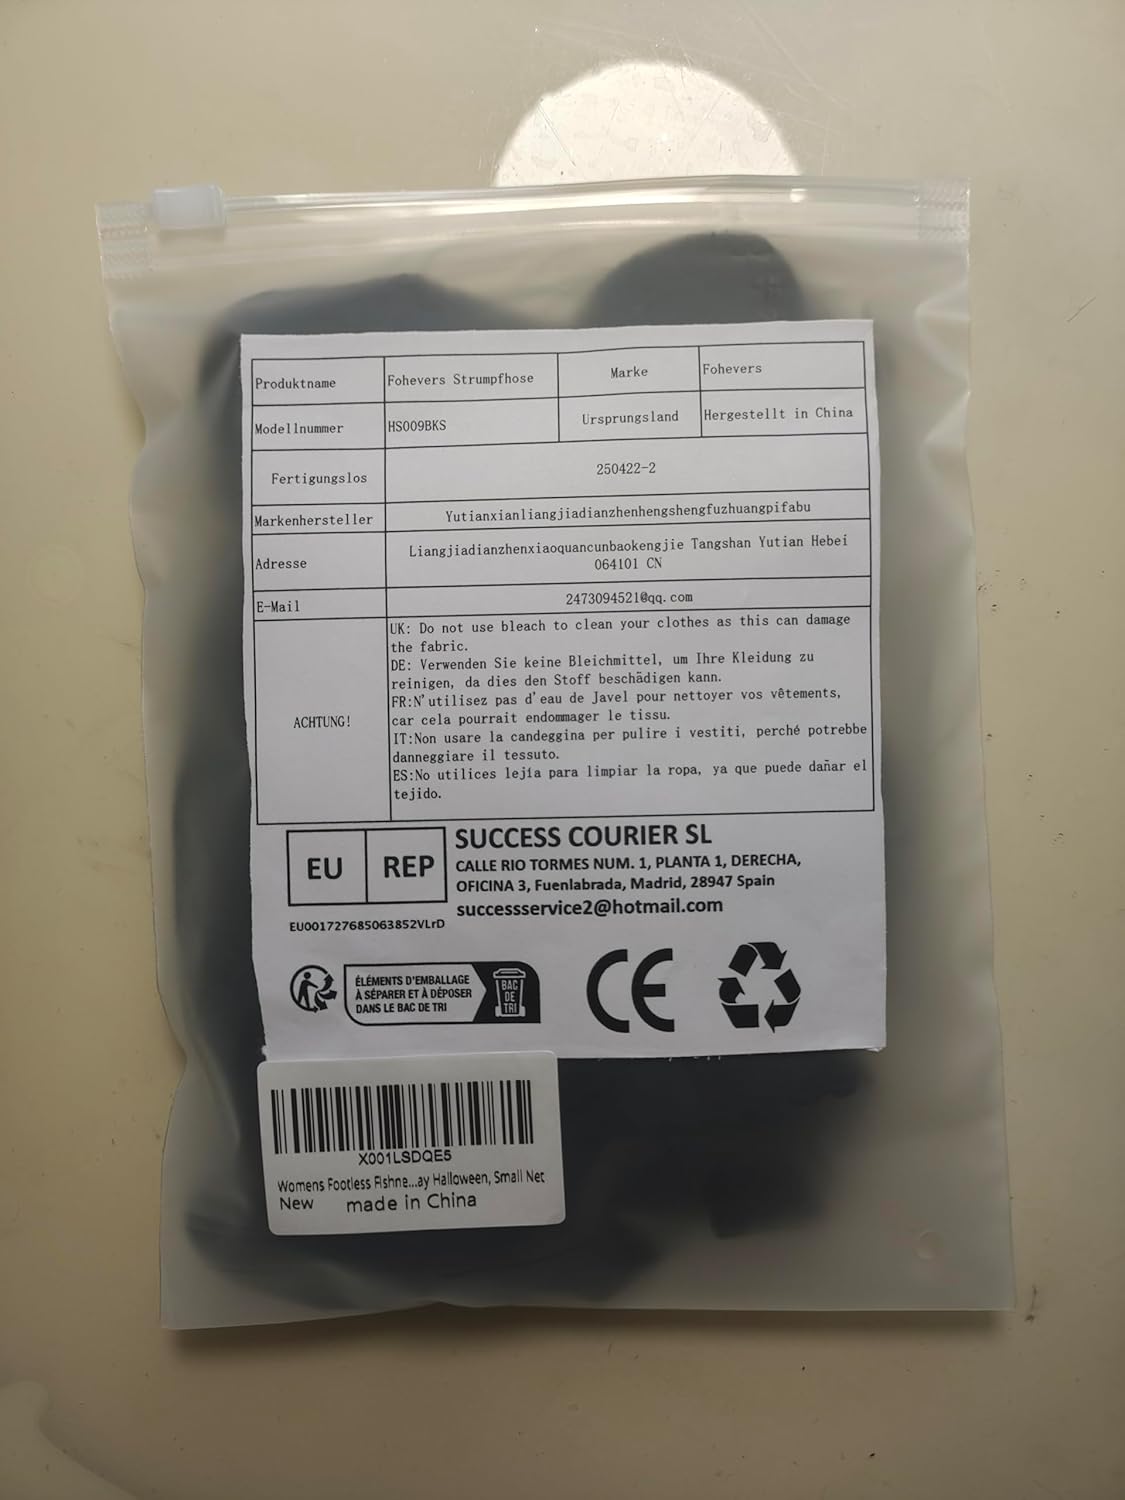 Produktname Fohevers Strumpfhose Marke Fohevers
Modellnummer HS009BKS Ursprungsland Hergestellt in China
Fertigungslos 250422-2
Markenhersteller Yutianxianliangjiadianzhenhengshengfuzhuangpifabu
Adresse Liangjiadianzhenxiaoquancunbaokengjie Tangshan Yutian Hebei
064101 CN
E-Mail 2473094521@qq.com
ACHTUNG!
UK: Do not use bleach to clean your clothes as this can damage
the fabric.
DE: Verwenden Sie keine Bleichmittel, um Ihre Kleidung zu
reinigen, da dies den Stoff beschädigen kann.
FR:N'utilisez pas d'eau de Javel pour nettoyer vos vêtements,
car cela pourrait endommager le tissu.
IT:Non usare la candeggina per pulire i vestiti, perché potrebbe
danneggiare il tessuto.
ES:No utilices lejía para limpiar la ropa, ya que puede dañar el
tejido.
EU REP
EU001727685063852VLrD
SUCCESS COURIER SL
CALLE RIO TORMES NUM. 1, PLANTA 1, DERECHA,
OFICINA 3, Fuenlabrada, Madrid, 28947 Spain
successservice2@hotmail.com
ÉLÉMENTS D'EMBALLAGE
À SÉPARER ET À DÉPOSER
DANS LE BAC DE TRI
BAC
DE
TRI
CE
X001LSDQE5
Womens Footless Fishne...ay Halloween, Small Net
New made in China